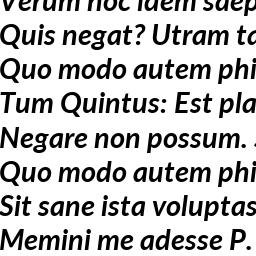 Verum hoc idem saep
Quis negat? Utram ta
Quo modo autem phi
Tum Quintus: Est pla
Negare non possum.
Quo modo autem phi
Sit sane ista voluptas
Memini me adesse P.